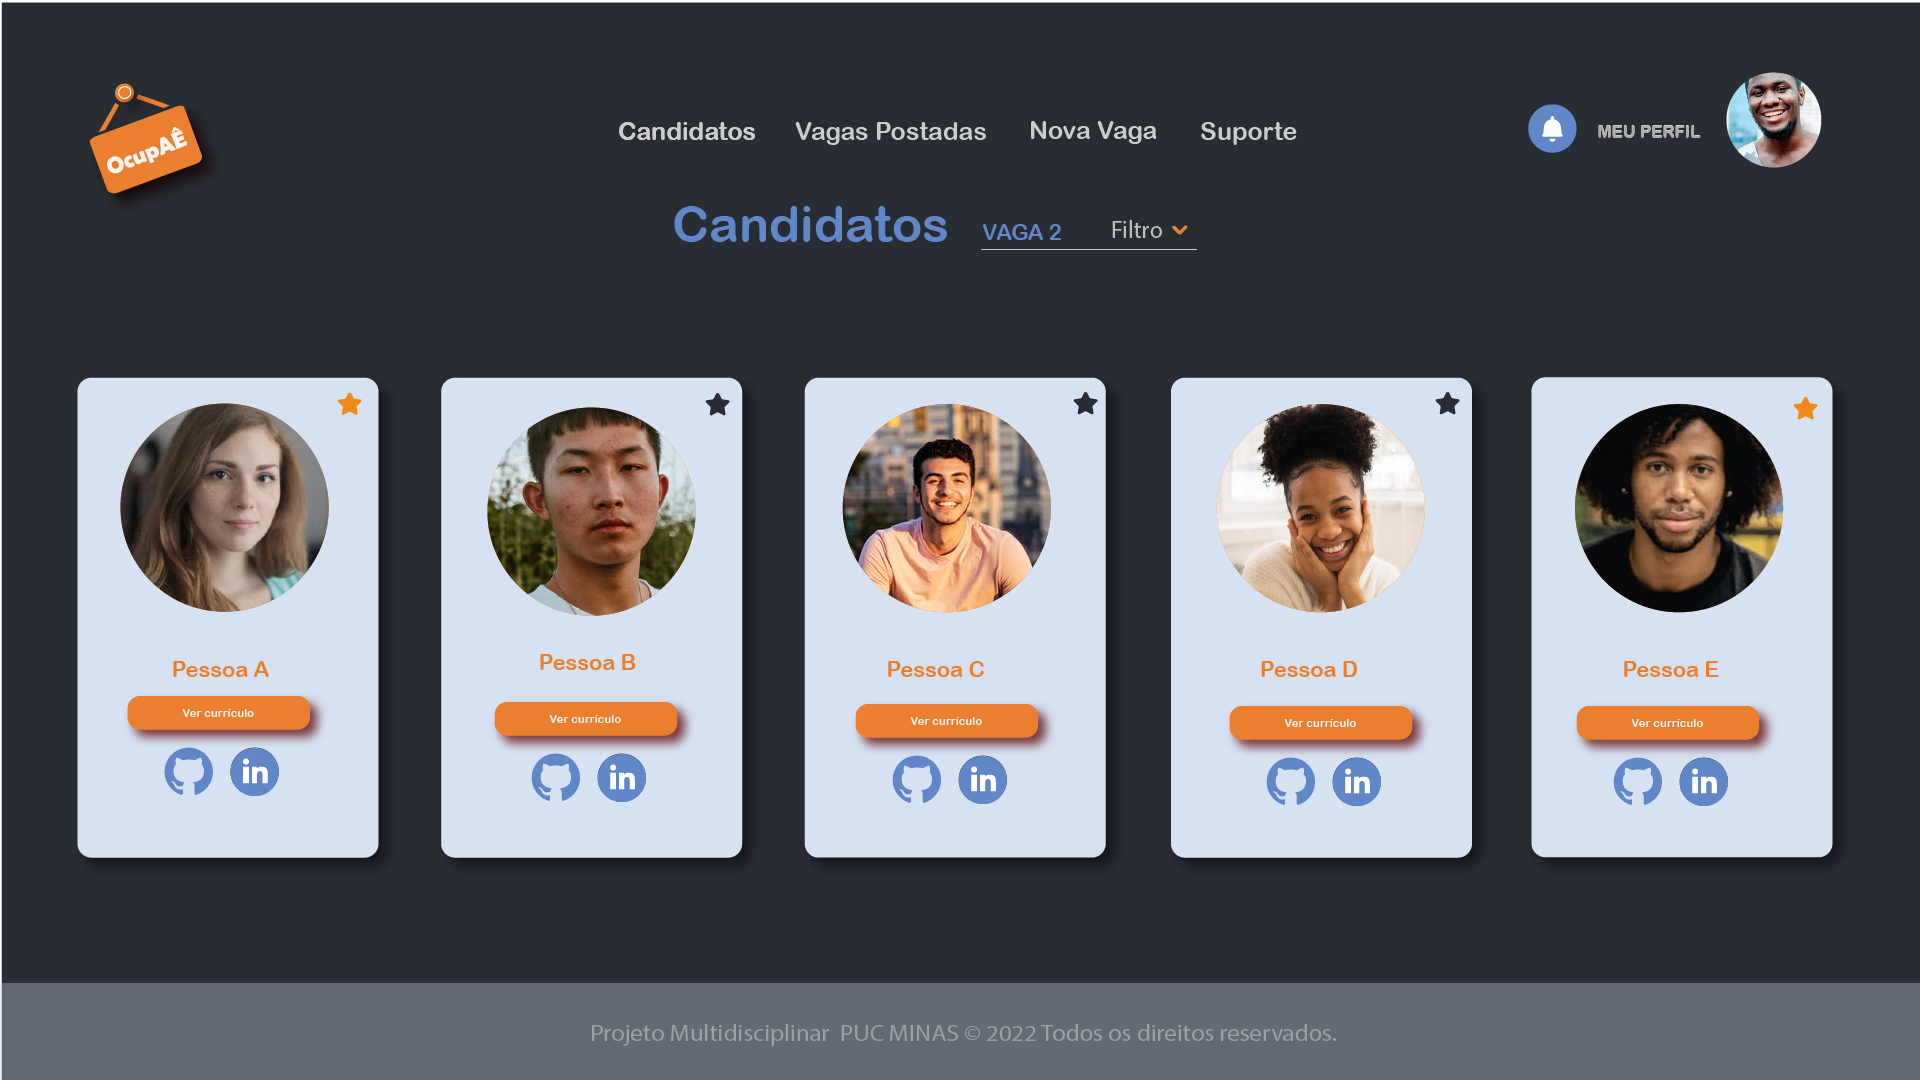 OcupAÊ
Candidatos
Vagas Postadas
Nova Vaga
Suporte
MEU PERFIL
Candidatos
VAGA 2
Filtro
Pessoa A
Ver currículo
in
Pessoa B
Ver currículo
in
Pessoa C
Ver currículo
in
Pessoa D
Ver currículo
in
Pessoa E
Ver currículo
in
Projeto Multidisciplinar  PUC MINAS © 2022 Todos os direitos reservados.